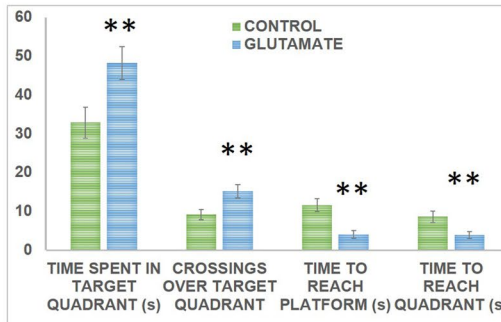 60
50
40
30
20
10
0
CONTROL
GLUTAMATE
**
**
**
**
TIME SPENT IN
TARGET
QUADRANT (s)
CROSSINGS
OVER TARGET
QUADRANT
TIME TO
REACH
PLATFORM (s)
TIME TO
REACH
QUADRANT (s